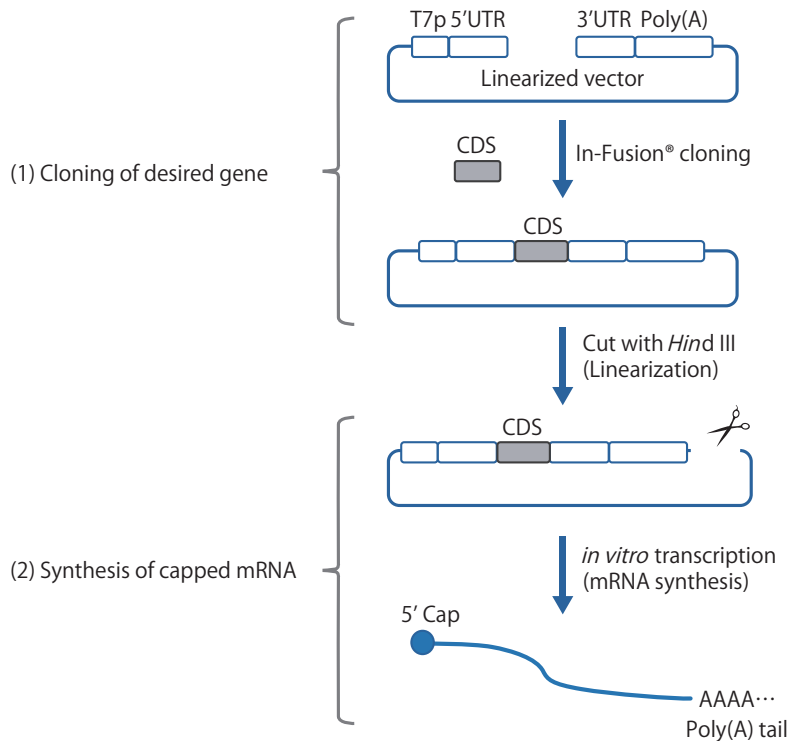 T7p 5’UTR
3’UTR Poly(A)
Linearized vector
CDS
In-Fusion® cloning
(1) Cloning of desired gene
CDS
Cut with Hind III
(Linearization)
CDS
in vitro transcription
(mRNA synthesis)
(2) Synthesis of capped mRNA
5’ Cap
AAAA···
Poly(A) tail